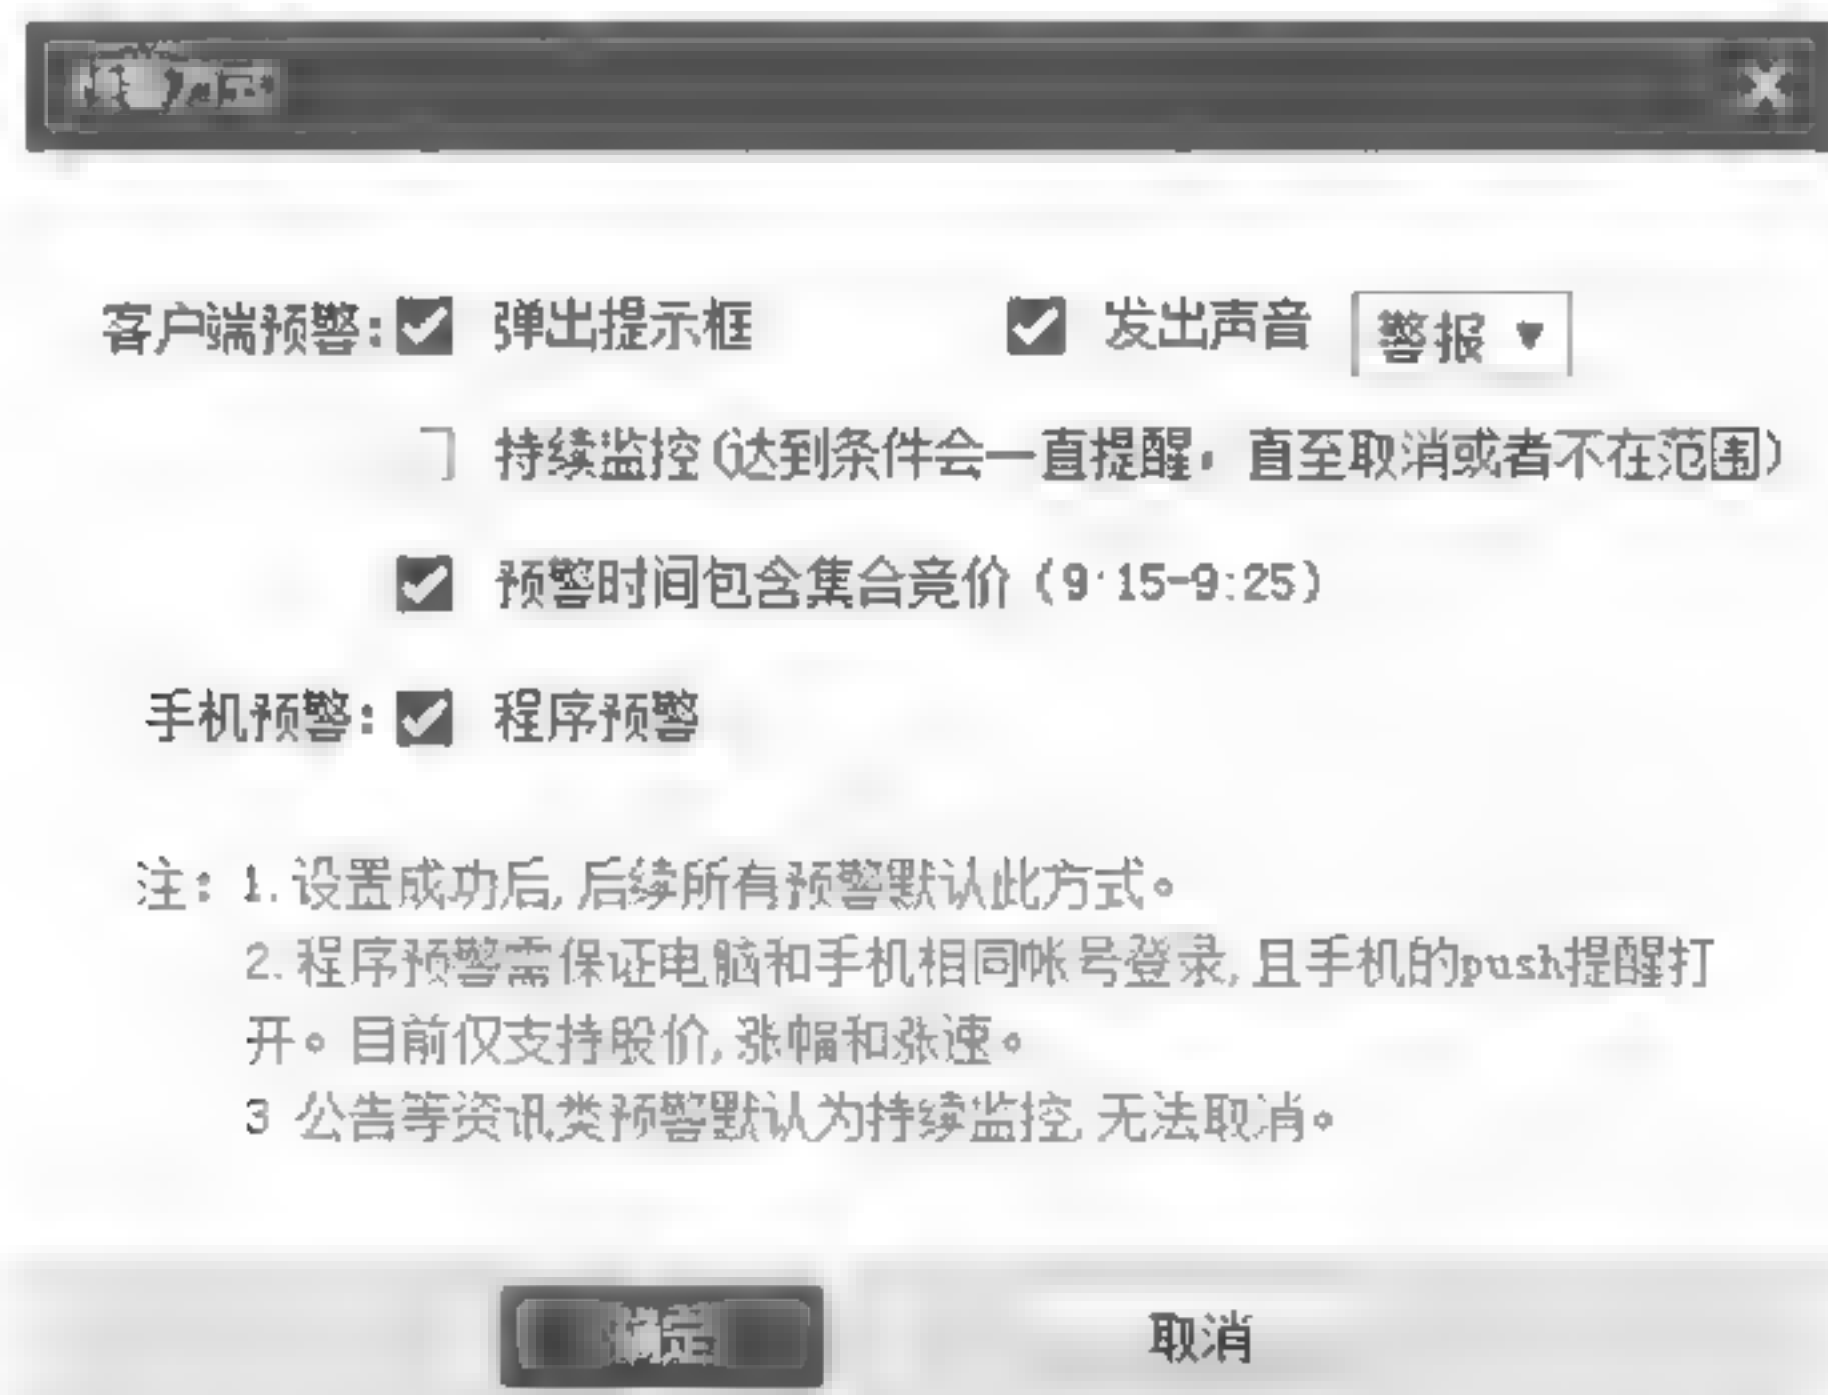 客户端预警: 弹出提示框 发出声音 警报
持续监控(达到条件会一直提醒，直至取消或者不在范围)
预警时间包含集合竞价 (9:15-9:25)
手机预警: 程序预警
注: 1.设置成功后,后续所有预警默认此方式。
2.程序预警需保证电脑和手机相同帐号登录,且手机的push提醒打
开。目前仅支持股价,涨幅和涨速。
3 公告等资讯类预警默认为持续监控,无法取消。
确定 取消